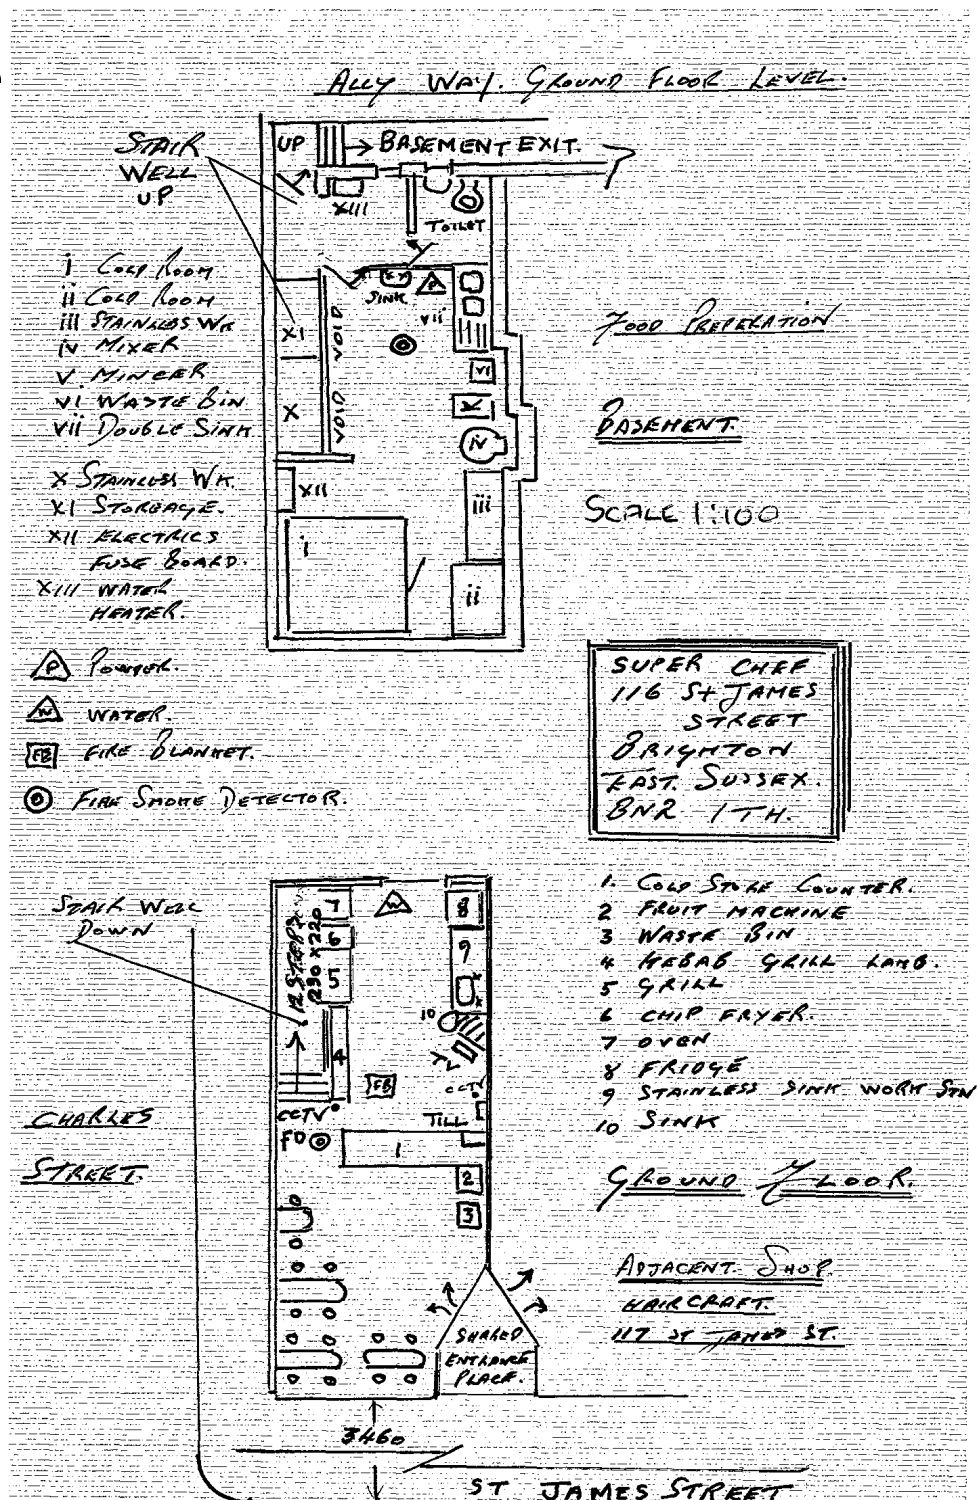 ALLY WAY. GROUND FLOOR LEVEL.
STAIR
WELL
UP
UP
→ BASEMENT EXIT.
XIII
TOILET
SINK
P
vii
VOID
VOID
XI
X
VI
IV
XII
iii
i
ii
i COLD ROOM
ii COLD ROOM
iii STAINLESS WK
iv MIXER
v. MINCER
vi WASTE BIN
vii DOUBLE SINK
X STAINLESS WK.
XI STOREAGE.
XII ELECTRICS
FUSE BOARD.
XIII WATER
HEATER.
FOOD PREPERATION
BASEMENT.
SCALE 1:100
P POWDER.
W WATER.
FB FIRE BLANKET.
FIRE SMOKE DETECTOR.
SUPER CHEF
116 St JAMES
STREET
BRIGHTON
EAST. SUSSEX.
BN2 1TH.
STAIR WELL
DOWN
12 STEPS
230 x 220
7
6
5
4
W
8
9
10
CCTV
FB
CCTV
TILL
FD
1
2
3
1. COLD STORE COUNTER.
2 FRUIT MACHINE
3 WASTE BIN
4 KEBAB GRILL LAMB.
5 GRILL
6 CHIP FRYER.
7 OVEN
8 FRIDGE
9 STAINLESS SINK WORK STN
10 SINK
CHARLES
STREET.
GROUND FLOOR.
ADJACENT. SHOP.
HAIRCRAFT.
117 ST JAMES ST.
SHARED
ENTRANCE
PLACE.
3460
ST JAMES STREET